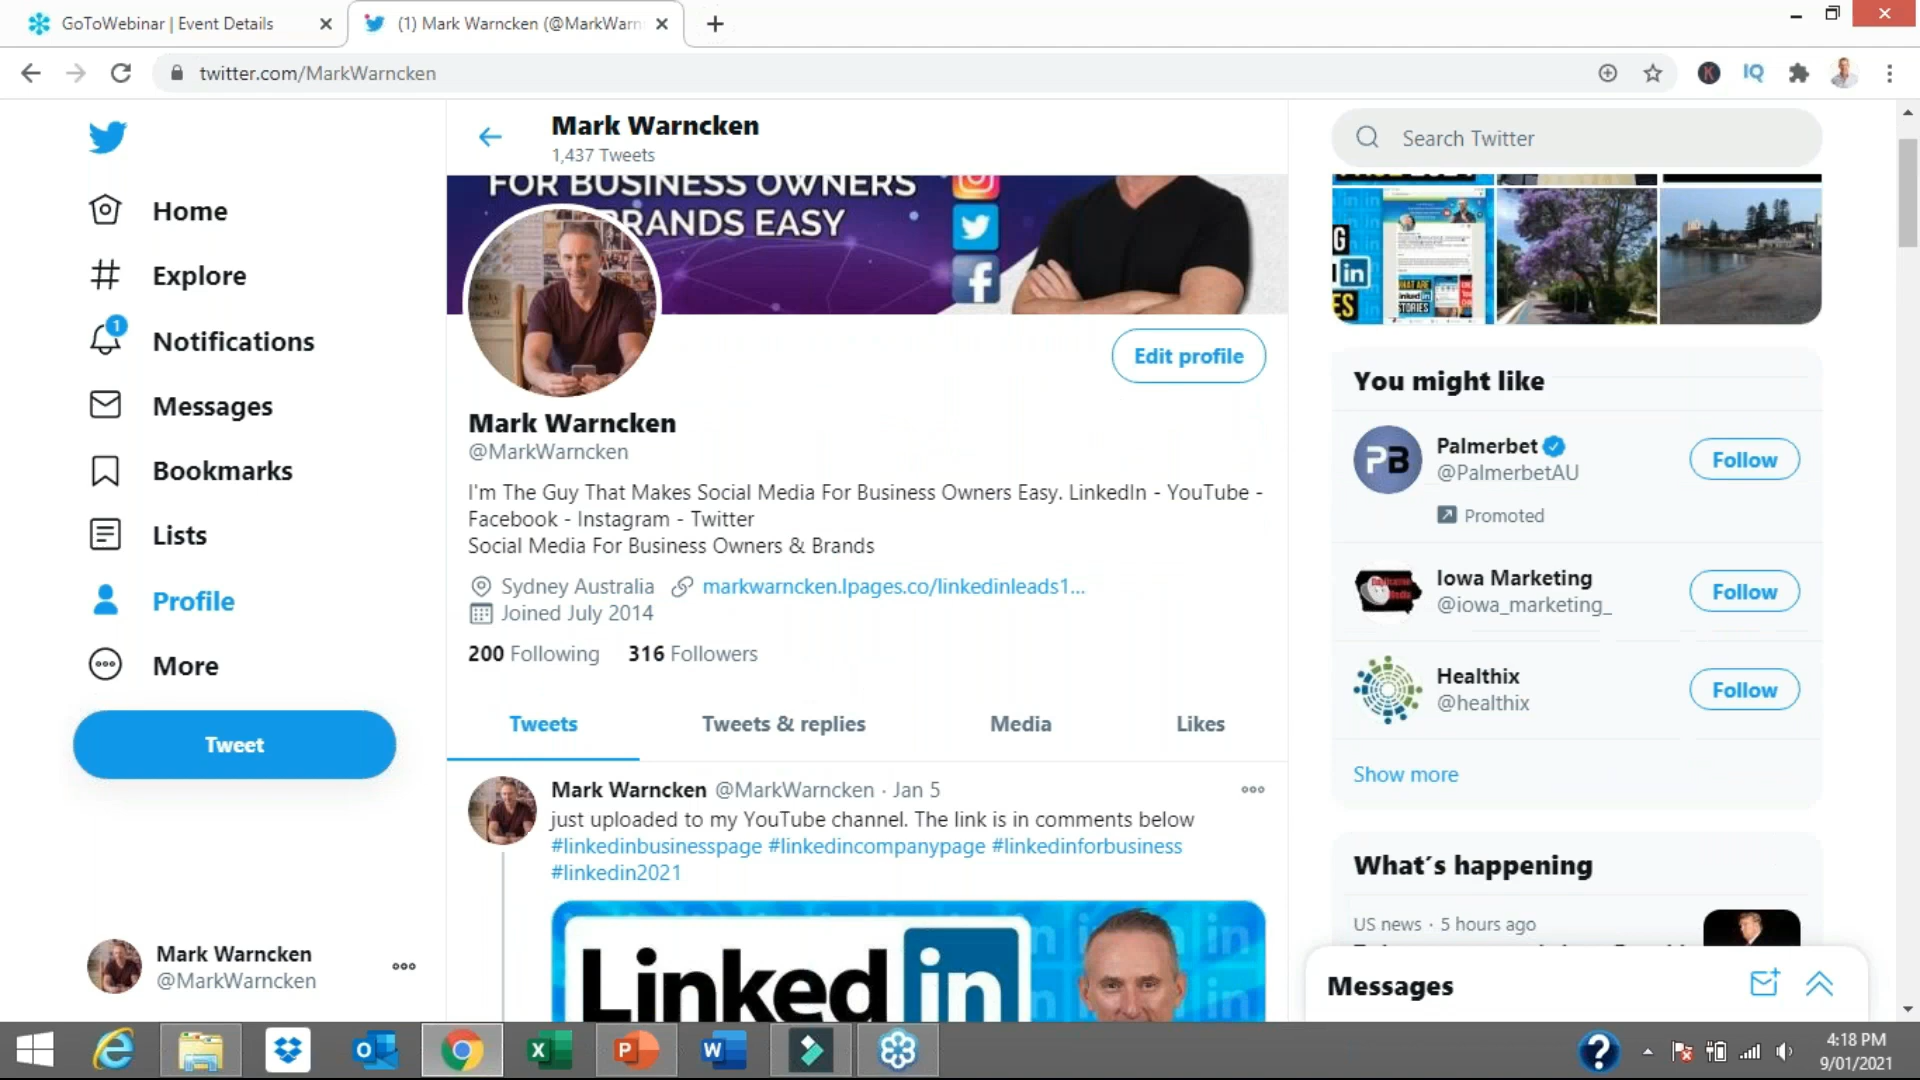 GoToWebinar | Event Details
(1) Mark Warncken (@MarkWarn
twitter.com/MarkWarncken
IQ
Mark Warncken
1,437 Tweets
FOR BUSINESS OWNERS
BRANDS EASY
Home
Explore
1
Notifications
Messages
Bookmarks
Lists
Profile
More
Tweet
Edit profile
Mark Warncken
@MarkWarncken
I'm The Guy That Makes Social Media For Business Owners Easy. LinkedIn - YouTube -
Facebook - Instagram - Twitter
Social Media For Business Owners & Brands
Sydney Australia markwarncken.lpages.co/linkedinleads1...
Joined July 2014
200 Following 316 Followers
Tweets Tweets & replies Media Likes
Mark Warncken @MarkWarncken · Jan 5
just uploaded to my YouTube channel. The link is in comments below
#linkedinbusinesspage #linkedincompanypage #linkedinforbusiness
#linkedin2021
Linked in
Mark Warncken
@MarkWarncken
Search Twitter
You might like
PB
Palmerbet
@PalmerbetAU
Promoted
Follow
Iowa Marketing
@iowa_marketing_
Follow
Healthix
@healthix
Follow
Show more
What's happening
US news · 5 hours ago
Messages
4:18 PM
9/01/2021